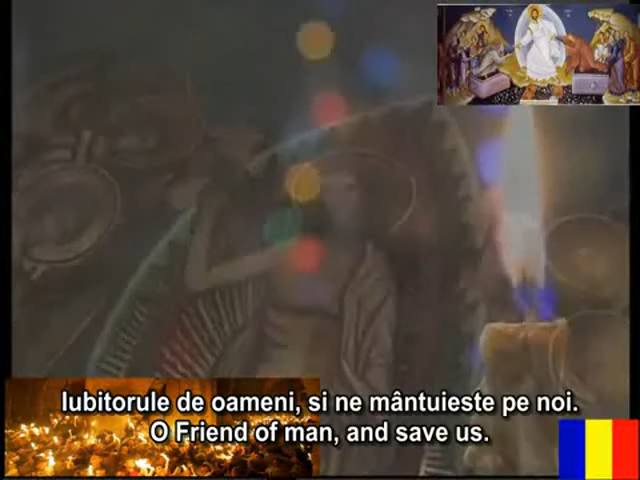 Iubitorule de oameni, si ne mântuieste pe noi.
O Friend of man, and save us.